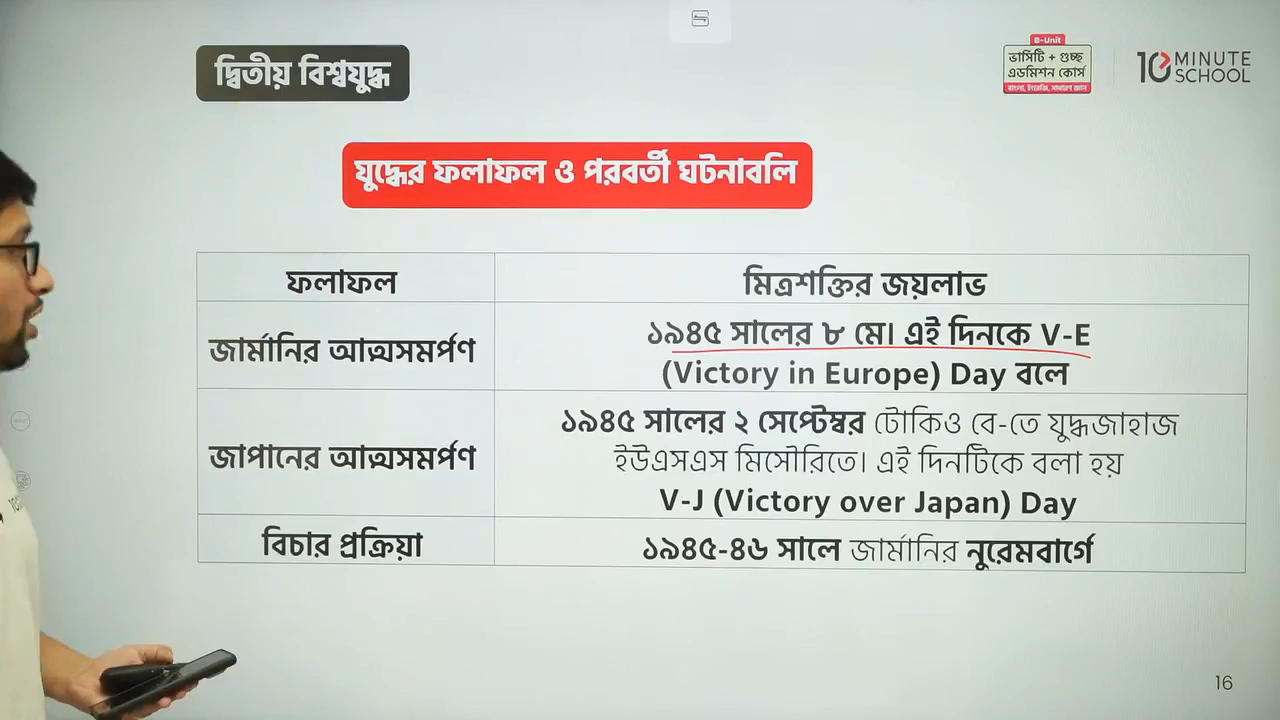 দ্বিতীয় বিশ্বযুদ্ধ
B-Unit
ভার্সিটি + গুচ্ছ
এডমিশন কোর্স
বাংলা, ইংরেজি, সাধারণ জ্ঞান
10 MINUTE
SCHOOL
যুদ্ধের ফলাফল ও পরবর্তী ঘটনাবলি
ফলাফল
মিত্রশক্তির জয়লাভ
জার্মানির আত্মসমর্পণ
১৯৪৫ সালের ৮ মে। এই দিনকে V-E
(Victory in Europe) Day বলে
জাপানের আত্মসমর্পণ
১৯৪৫ সালের ২ সেপ্টেম্বর টোকিও বে-তে যুদ্ধজাহাজ
ইউএসএস মিসৌরিতে। এই দিনটিকে বলা হয়
V-J (Victory over Japan) Day
বিচার প্রক্রিয়া
১৯৪৫-৪৬ সালে জার্মানির নুরেমবার্গে
16